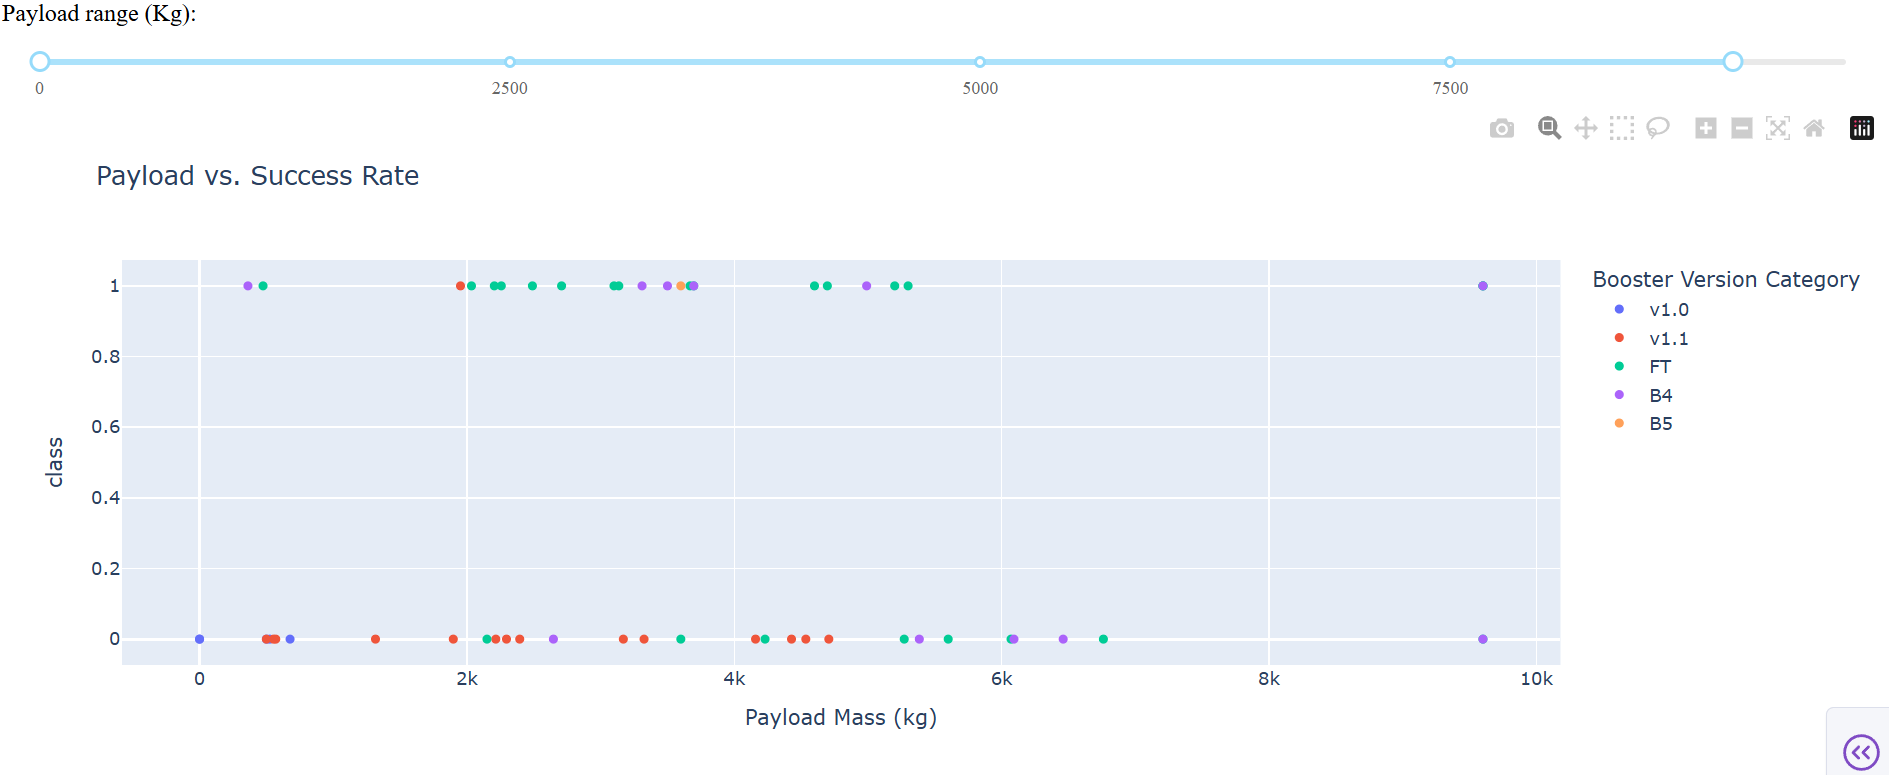 Payload range (Kg):
0 2500 5000 7500
Payload vs. Success Rate
Booster Version Category
v1.0
v1.1
FT
B4
B5
1
0.8
0.6
0.4
0.2
0
class
0 2k 4k 6k 8k 10k
Payload Mass (kg)